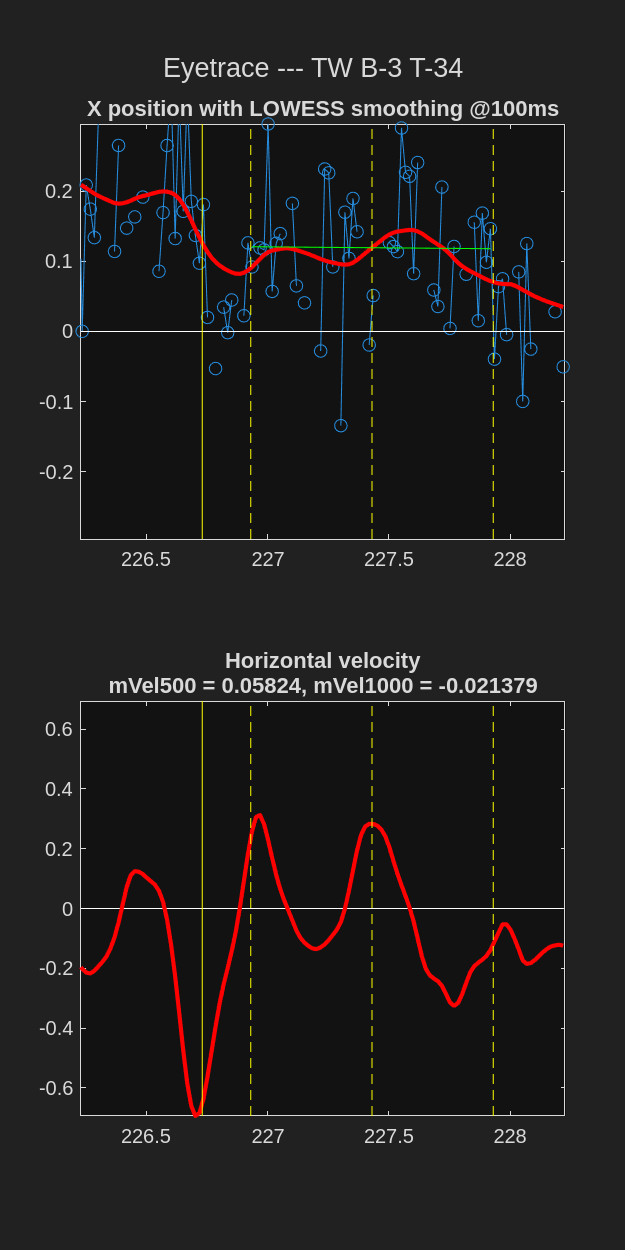 Eyetrace --- TW B-3 T-34
X position with LOWESS smoothing @100ms
0.2
0.1
0
-0.1
-0.2
226.5 227 227.5 228
Horizontal velocity
mVel500 = 0.05824, mVel1000 = -0.021379
0.6
0.4
0.2
0
-0.2
-0.4
-0.6
226.5 227 227.5 228